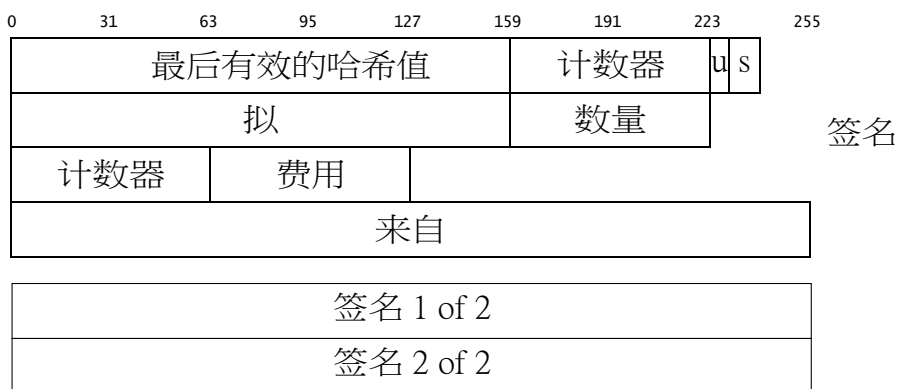 0 31 63 95 127 159 191 223 255
最后有效的哈希值 计数器 u s
拟 数量
签名
计数器 费用
来自
签名 1 of 2
签名 2 of 2